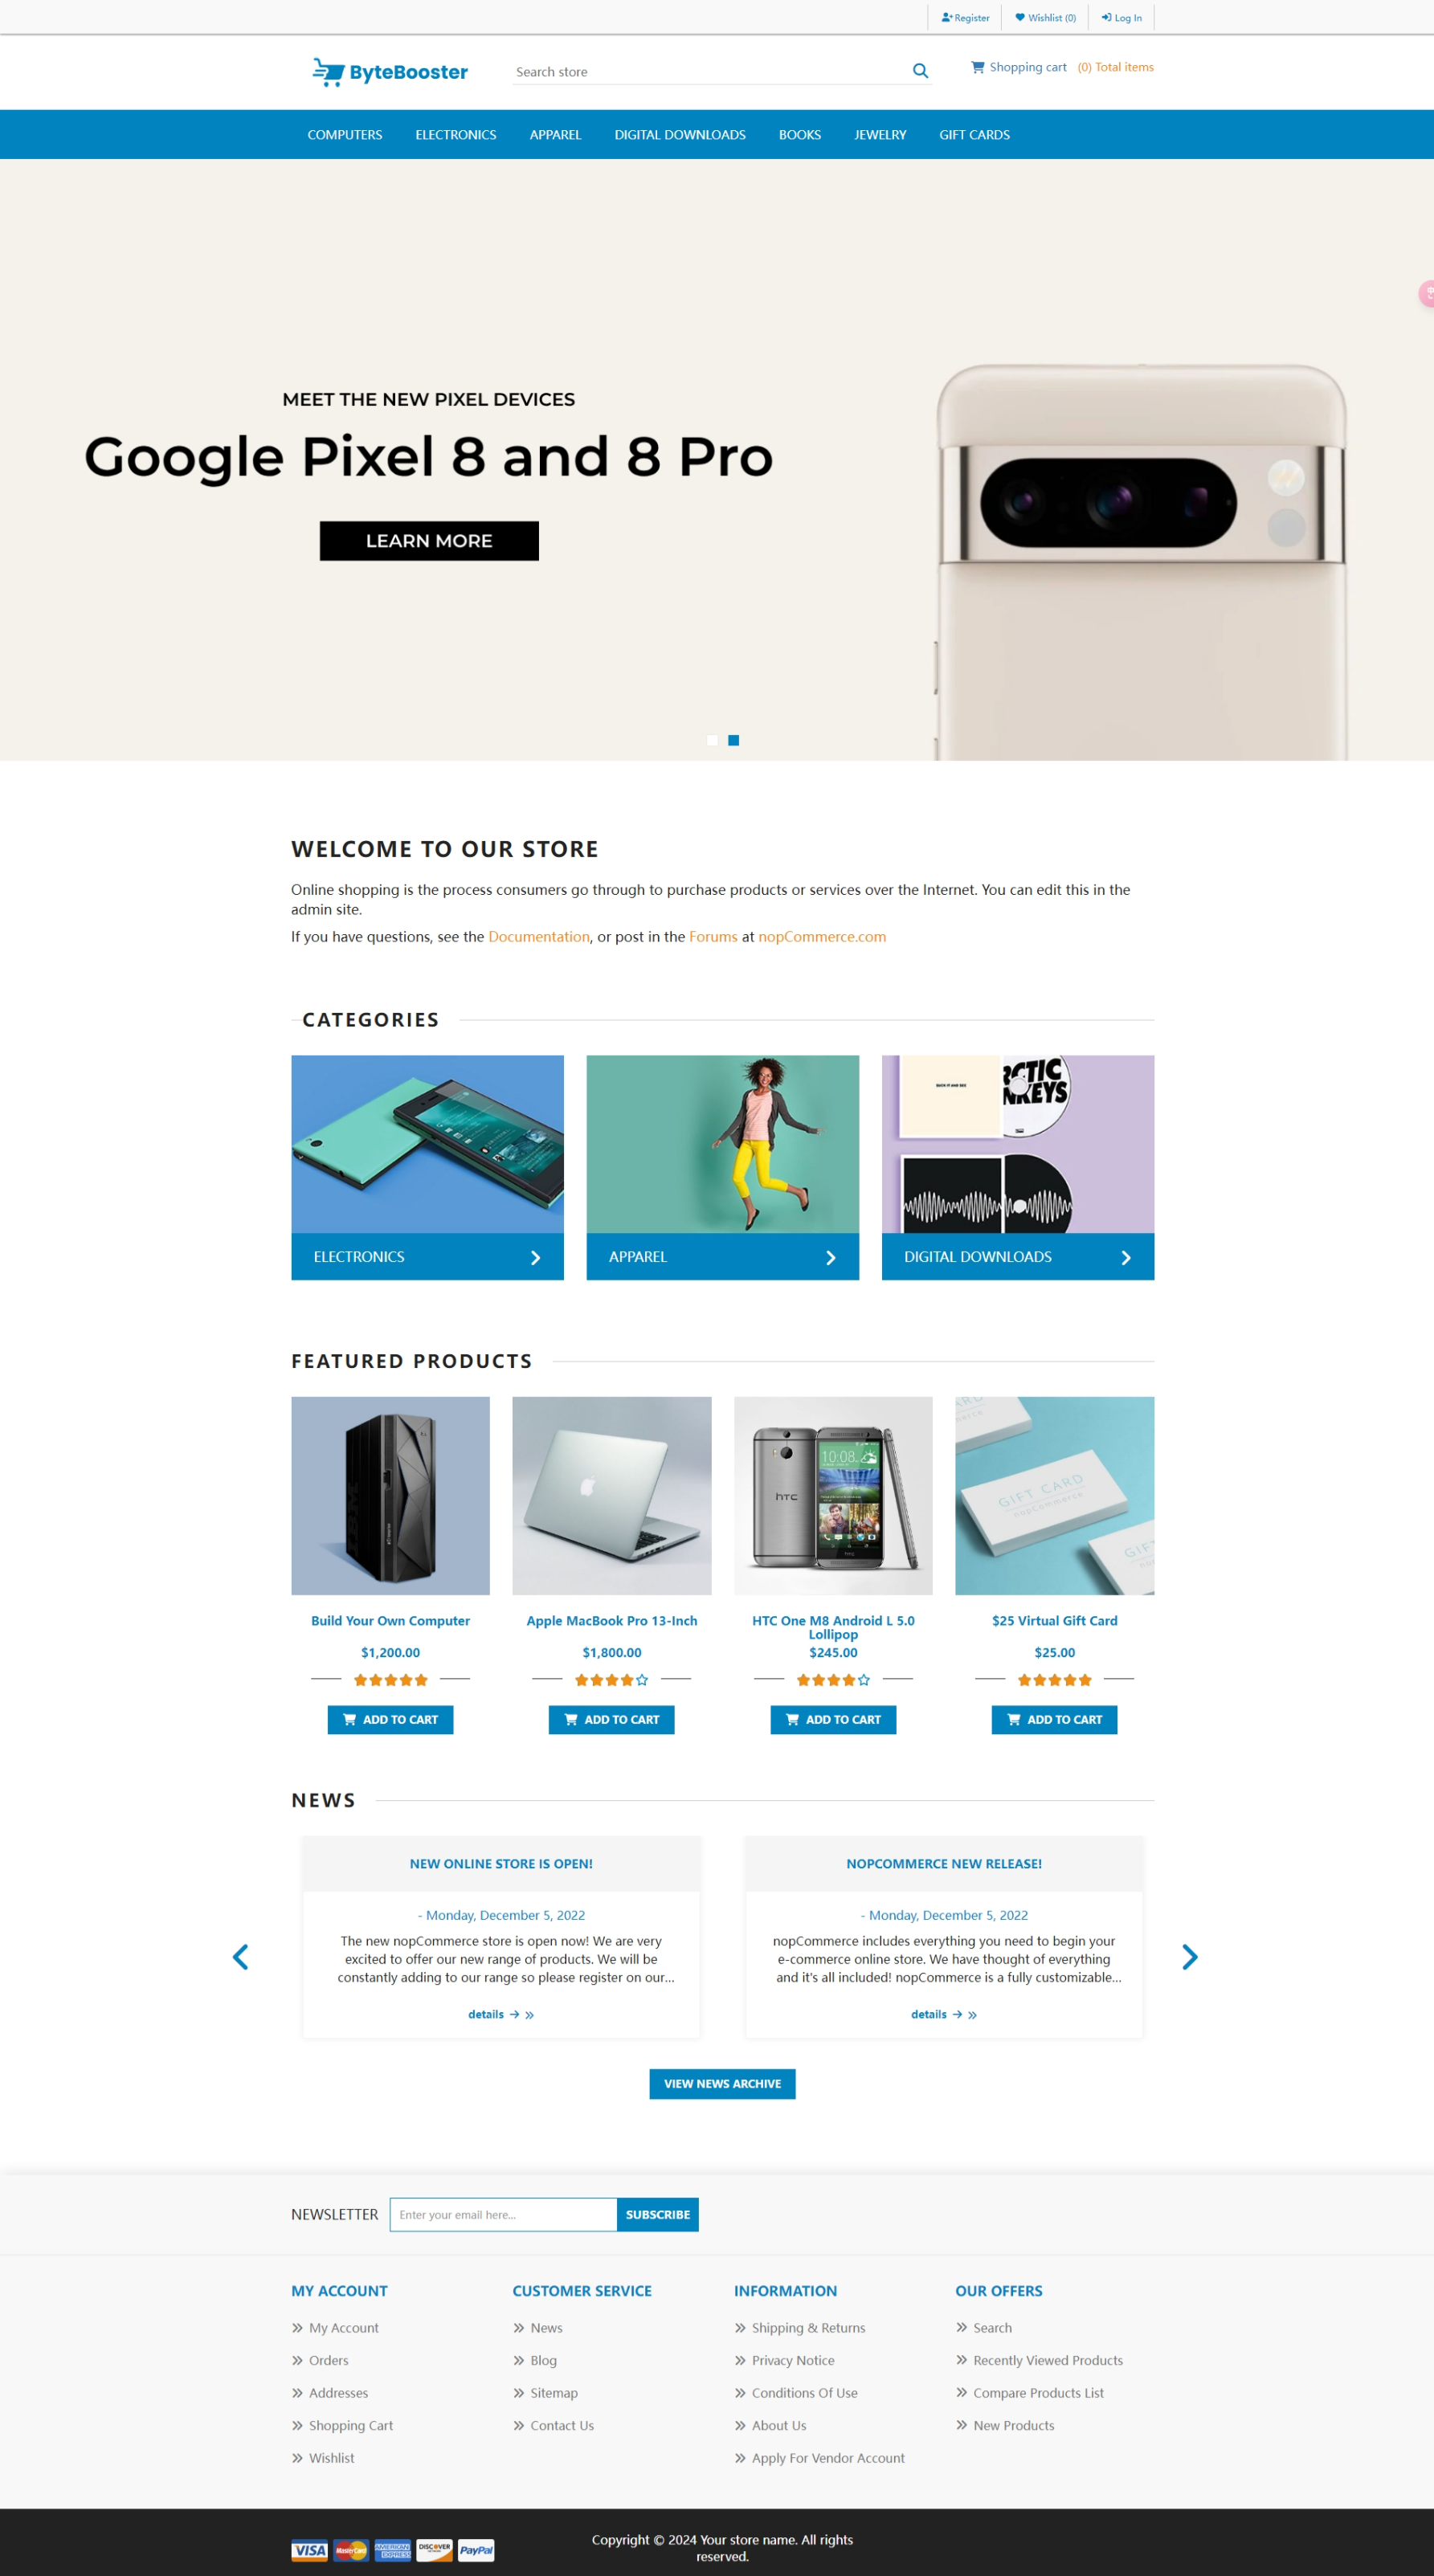 Register
Wishlist (0)
Log In
ByteBooster
Search store
Shopping cart (0) Total items
COMPUTERS ELECTRONICS APPAREL DIGITAL DOWNLOADS BOOKS JEWELRY GIFT CARDS
MEET THE NEW PIXEL DEVICES
Google Pixel 8 and 8 Pro
LEARN MORE
WELCOME TO OUR STORE
Online shopping is the process consumers go through to purchase products or services over the Internet. You can edit this in the
admin site.
If you have questions, see the Documentation, or post in the Forums at nopCommerce.com
CATEGORIES
ELECTRONICS
APPAREL
DIGITAL DOWNLOADS
FEATURED PRODUCTS
htc
10:08
GIFT CARD
nopCommerce
Build Your Own Computer
$1,200.00
ADD TO CART
Apple MacBook Pro 13-Inch
$1,800.00
ADD TO CART
HTC One M8 Android L 5.0
Lollipop
$245.00
ADD TO CART
$25 Virtual Gift Card
$25.00
ADD TO CART
NEWS
NEW ONLINE STORE IS OPEN!
- Monday, December 5, 2022
The new nopCommerce store is open now! We are very
excited to offer our new range of products. We will be
constantly adding to our range so please register on our...
details
NOPCOMMERCE NEW RELEASE!
- Monday, December 5, 2022
nopCommerce includes everything you need to begin your
e-commerce online store. We have thought of everything
and it's all included! nopCommerce is a fully customizable...
details
VIEW NEWS ARCHIVE
NEWSLETTER
Enter your email here...
SUBSCRIBE
MY ACCOUNT
My Account
Orders
Addresses
Shopping Cart
Wishlist
CUSTOMER SERVICE
News
Blog
Sitemap
Contact Us
INFORMATION
Shipping & Returns
Privacy Notice
Conditions Of Use
About Us
Apply For Vendor Account
OUR OFFERS
Search
Recently Viewed Products
Compare Products List
New Products
VISA MasterCard AMERICAN EXPRESS DISCOVER PayPal
Copyright © 2024 Your store name. All rights
reserved.